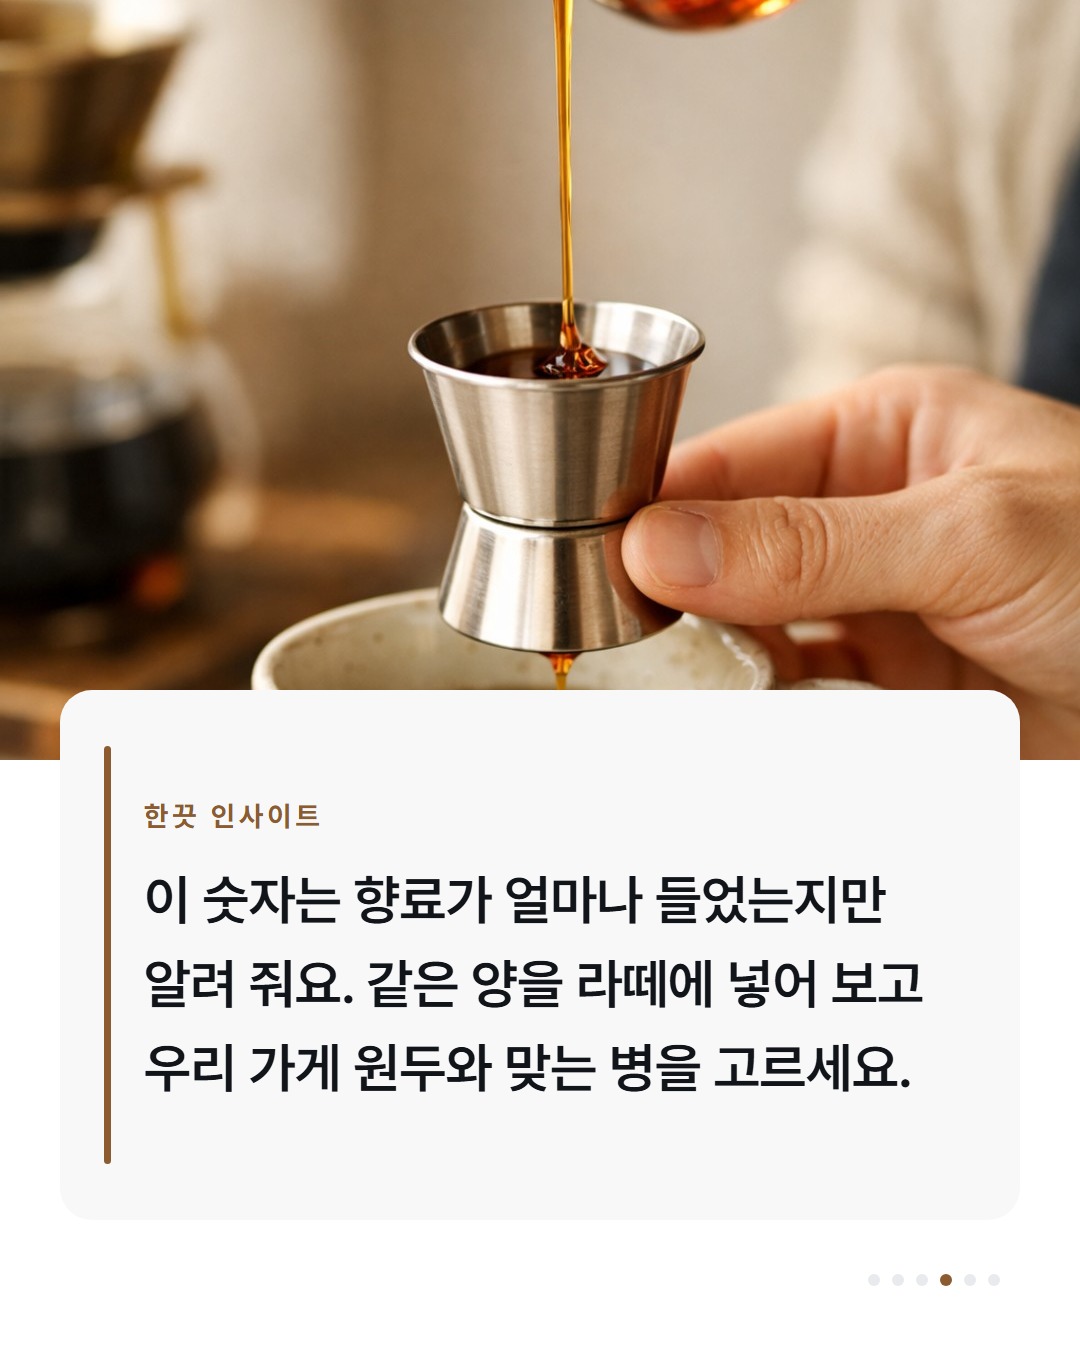 한끗 인사이트
이 숫자는 향료가 얼마나 들었는지만
알려 줘요. 같은 양을 라떼에 넣어 보고
우리 가게 원두와 맞는 병을 고르세요.